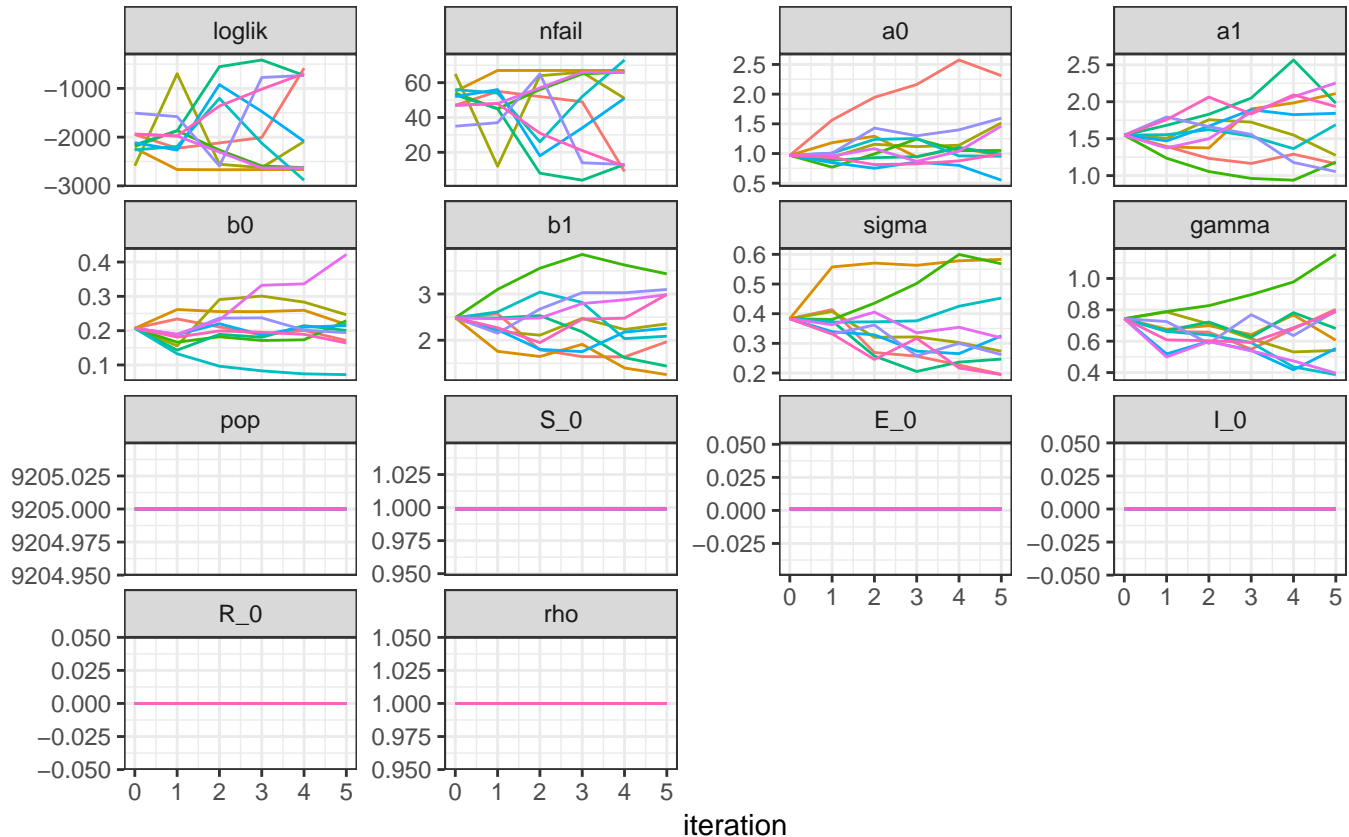 loglik nfail a0 a1
−1000 −2000 −3000 60 40 20 2.5 2.0 1.5 1.0 0.5 2.5 2.0 1.5 1.0
b0 b1 sigma gamma
0.4 0.3 0.2 0.1 3 2 0.6 0.5 0.4 0.3 0.2 1.0 0.8 0.6 0.4
pop S_0 E_0 I_0
9205.025 9205.000 9204.975 9204.950 1.025 1.000 0.975 0.950 0.050 0.025 0.000 −0.025 0.050 0.025 0.000 −0.025 −0.050
0 1 2 3 4 5 0 1 2 3 4 5
R_0 rho
0.050 0.025 0.000 −0.025 −0.050 1.050 1.025 1.000 0.975 0.950
0 1 2 3 4 5 0 1 2 3 4 5
iteration